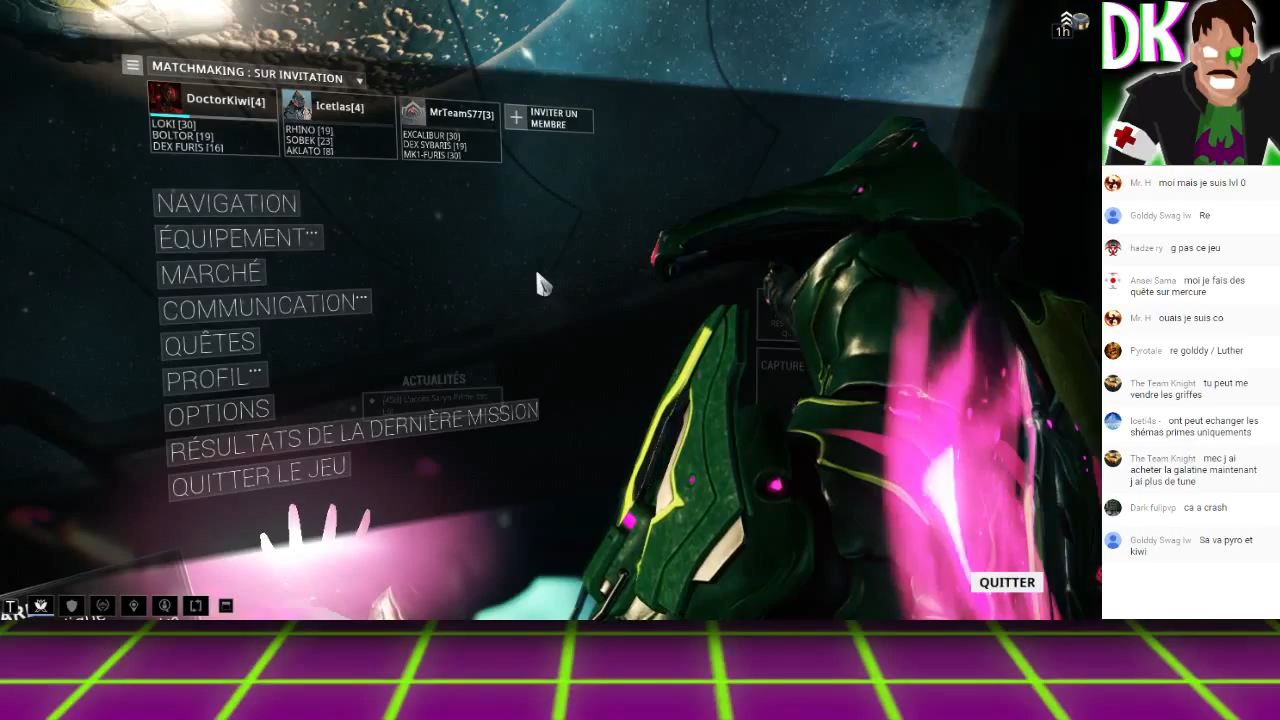 1h
MATCHMAKING : SUR INVITATION
DoctorKiwi[4]
LOKI [30]
BOLTOR [19]
DEX FURIS [16]
Icetlas[4]
RHINO [19]
SOBEK [23]
AKLATO [8]
MrTeamS77[3]
EXCALIBUR [30]
DEX SYBARIS [19]
MK1-FURIS [30]
INVITER UN
MEMBRE
NAVIGATION
ÉQUIPEMENT...
MARCHÉ
COMMUNICATION...
QUÊTES
PROFIL...
OPTIONS
RÉSULTATS DE LA DERNIÈRE MISSION
QUITTER LE JEU
ACTUALITÉS
CAPTURE
QUITTER
DK
Mr. H moi mais je suis lvl 0
Golddy Swag lw Re
hadze ry g pas ce jeu
Ansei Sama moi je fais des
quête sur mercure
Mr. H ouais je suis co
Pyrotale re golddy / Luther
The Team Knight tu peut me
vendre les griffes
Iceti4s - ont peut echanger les
shémas primes uniquements
The Team Knight mec j ai
acheter la galatine maintenant
j ai plus de tune
Dark fulipvp ca a crash
Golddy Swag lw Sa va pyro et
kiwi